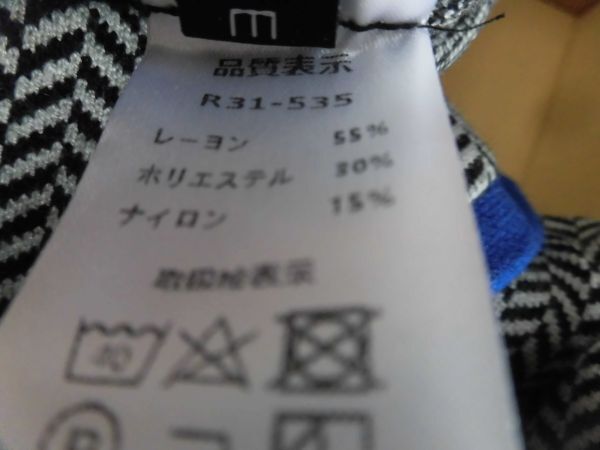 M
品質表示
R31-535
レーヨン 55%
ポリエステル 30%
ナイロン 15%
取扱絵表示
40
P